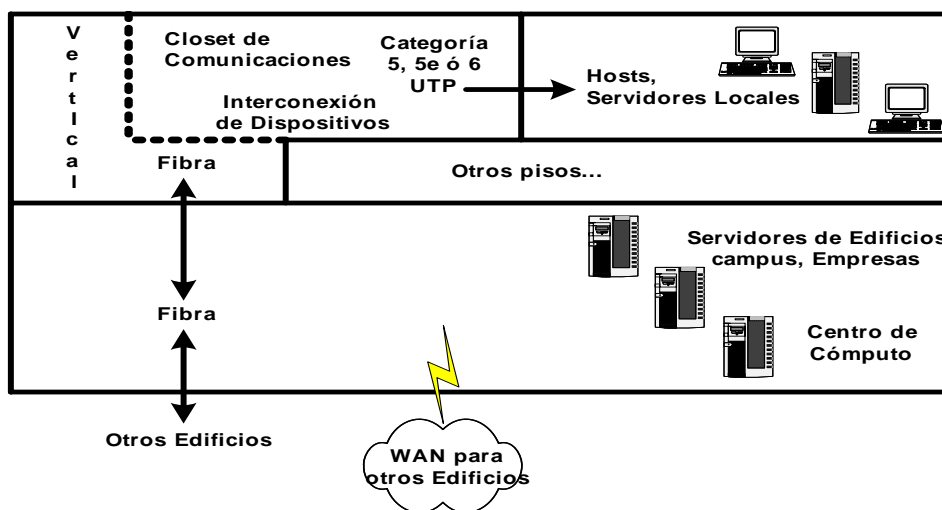 VertIcal
Closet de
Comunicaciones
Categoría
5, 5e ó 6
UTP
Interconexión
de Dispositivos
Hosts,
Servidores Locales
Fibra
Otros pisos...
Servidores de Edificios
campus, Empresas
Fibra
Centro de
Cómputo
Otros Edificios
WAN para
otros Edificios